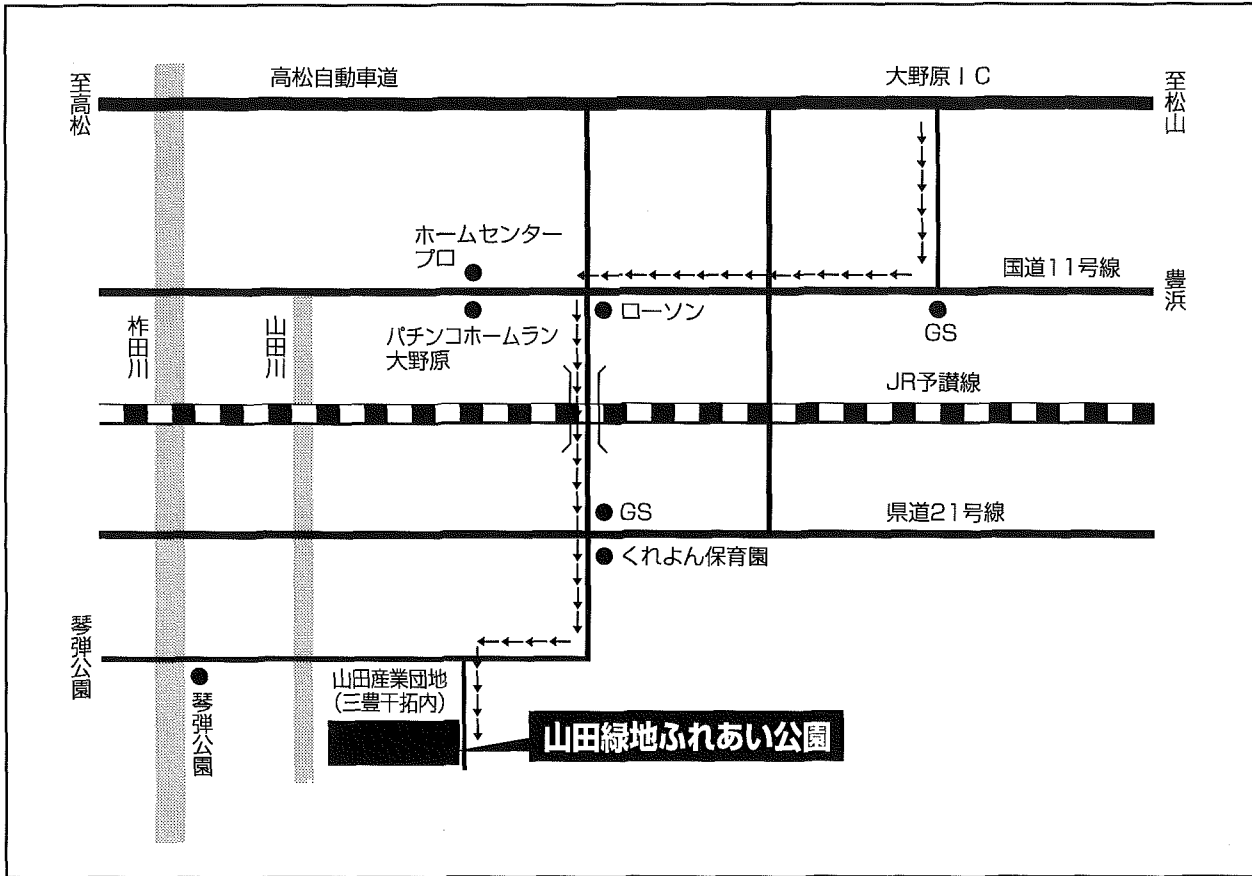 至高松
高松自動車道
大野原IC
至松山
ホームセンター
プロ
国道11号線
豊浜
柞田川
山田川
パチンコホームラン
大野原
ローソン
GS
JR予讃線
GS
県道21号線
くれよん保育園
琴弾公園
琴弾公園
山田産業団地
(三豊干拓内)
山田緑地ふれあい公園